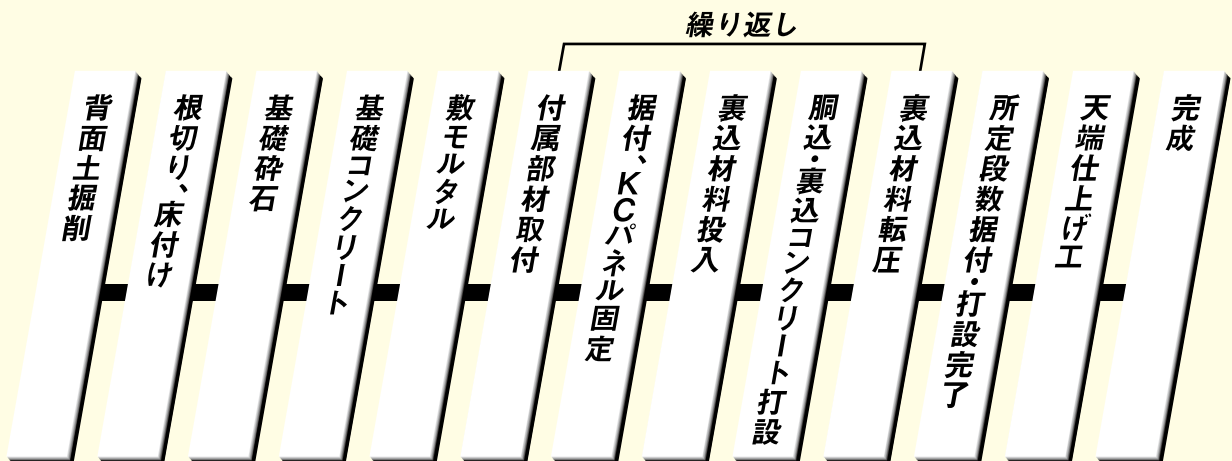 繰り返し
背面土掘削
根切り、床付け
基礎砕石
基礎コンクリート
敷モルタル
付属部材取付
据付、KCパネル固定
裏込材料投入
胴込・裏込コンクリート打設
裏込材料転圧
所定段数据付・打設完了
天端仕上げ工
完成